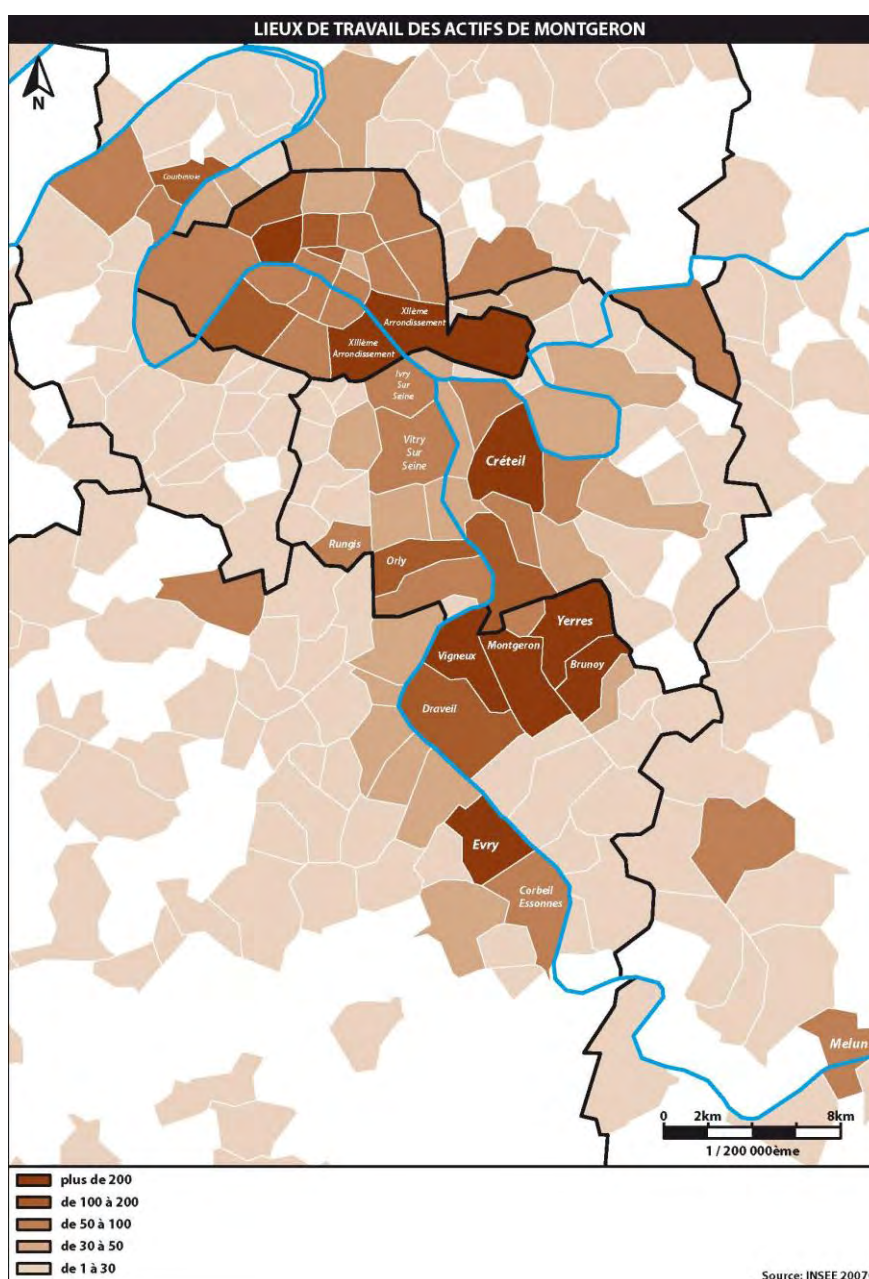 LIEUX DE TRAVAIL DES ACTIFS DE MONTGERON
N
Courbevoie
XIIème
Arrondissement
XIIIème
Arrondissement
Ivry
Sur
Seine
Vitry
Sur
Seine
Créteil
Rungis
Orly
Yerres
Montgeron
Vigneux
Brunoy
Draveil
Evry
Corbeil
Essonnes
Melun
0 2km 8km
1 / 200 000ème
plus de 200
de 100 à 200
de 50 à 100
de 30 à 50
de 1 à 30
Source: INSEE 2007